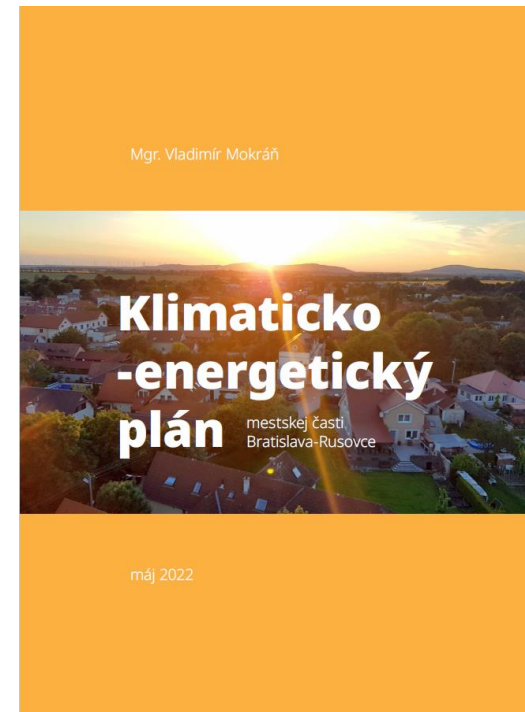 Mgr. Vladimír Mokráň
Klimaticko
-energetický
plán
mestskej časti
Bratislava-Rusovce
máj 2022